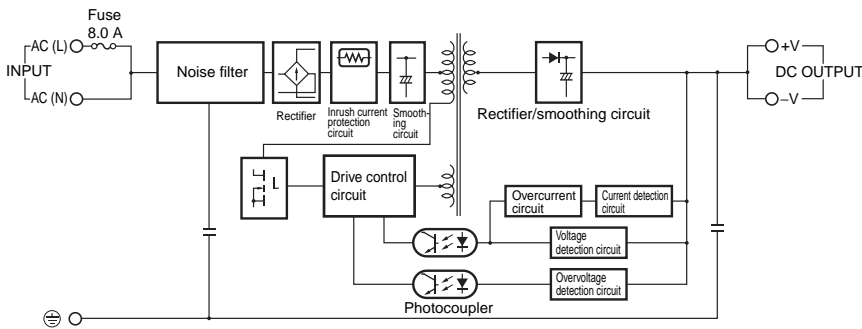 Fuse
8.0 A
AC (L)
INPUT
AC (N)
Noise filter
Rectifier
Inrush current
protection
circuit
Smooth-
ing
circuit
Rectifier/smoothing circuit
+V
DC OUTPUT
–V
Drive control
circuit
Overcurrent
circuit
Current detection
circuit
Voltage
detection circuit
Overvoltage
detection circuit
Photocoupler